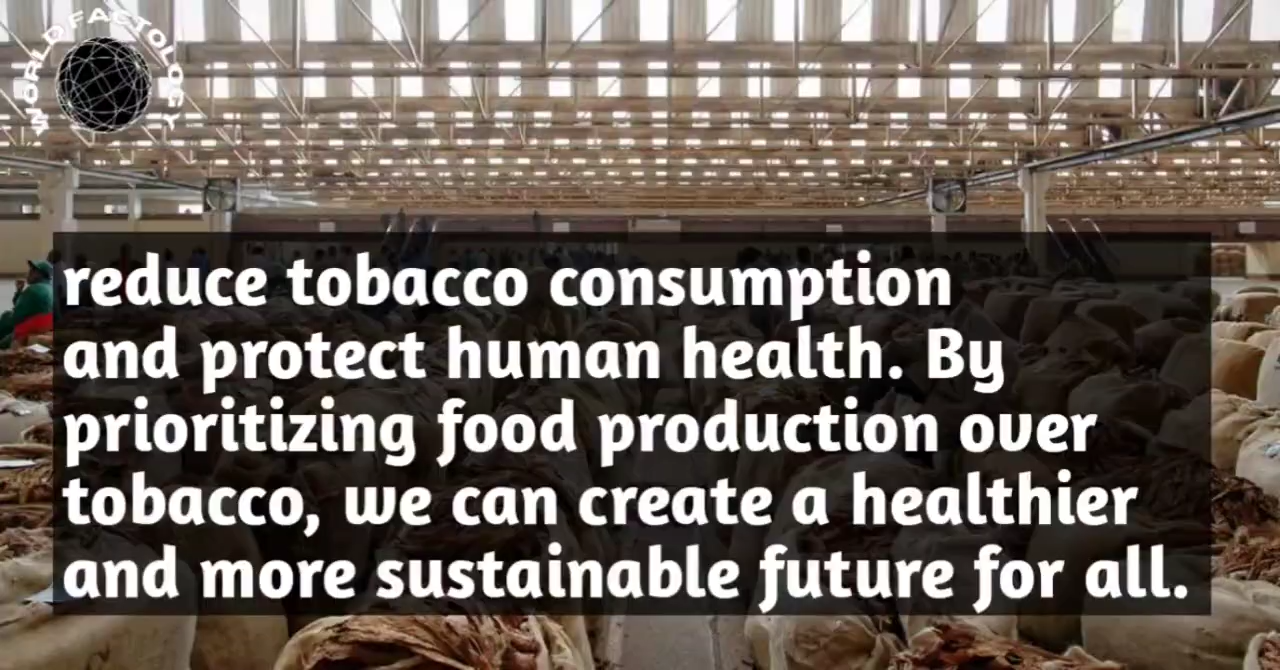 WORLD FACTOLOGY
reduce tobacco consumption
and protect human health. By
prioritizing food production over
tobacco, we can create a healthier
and more sustainable future for all.